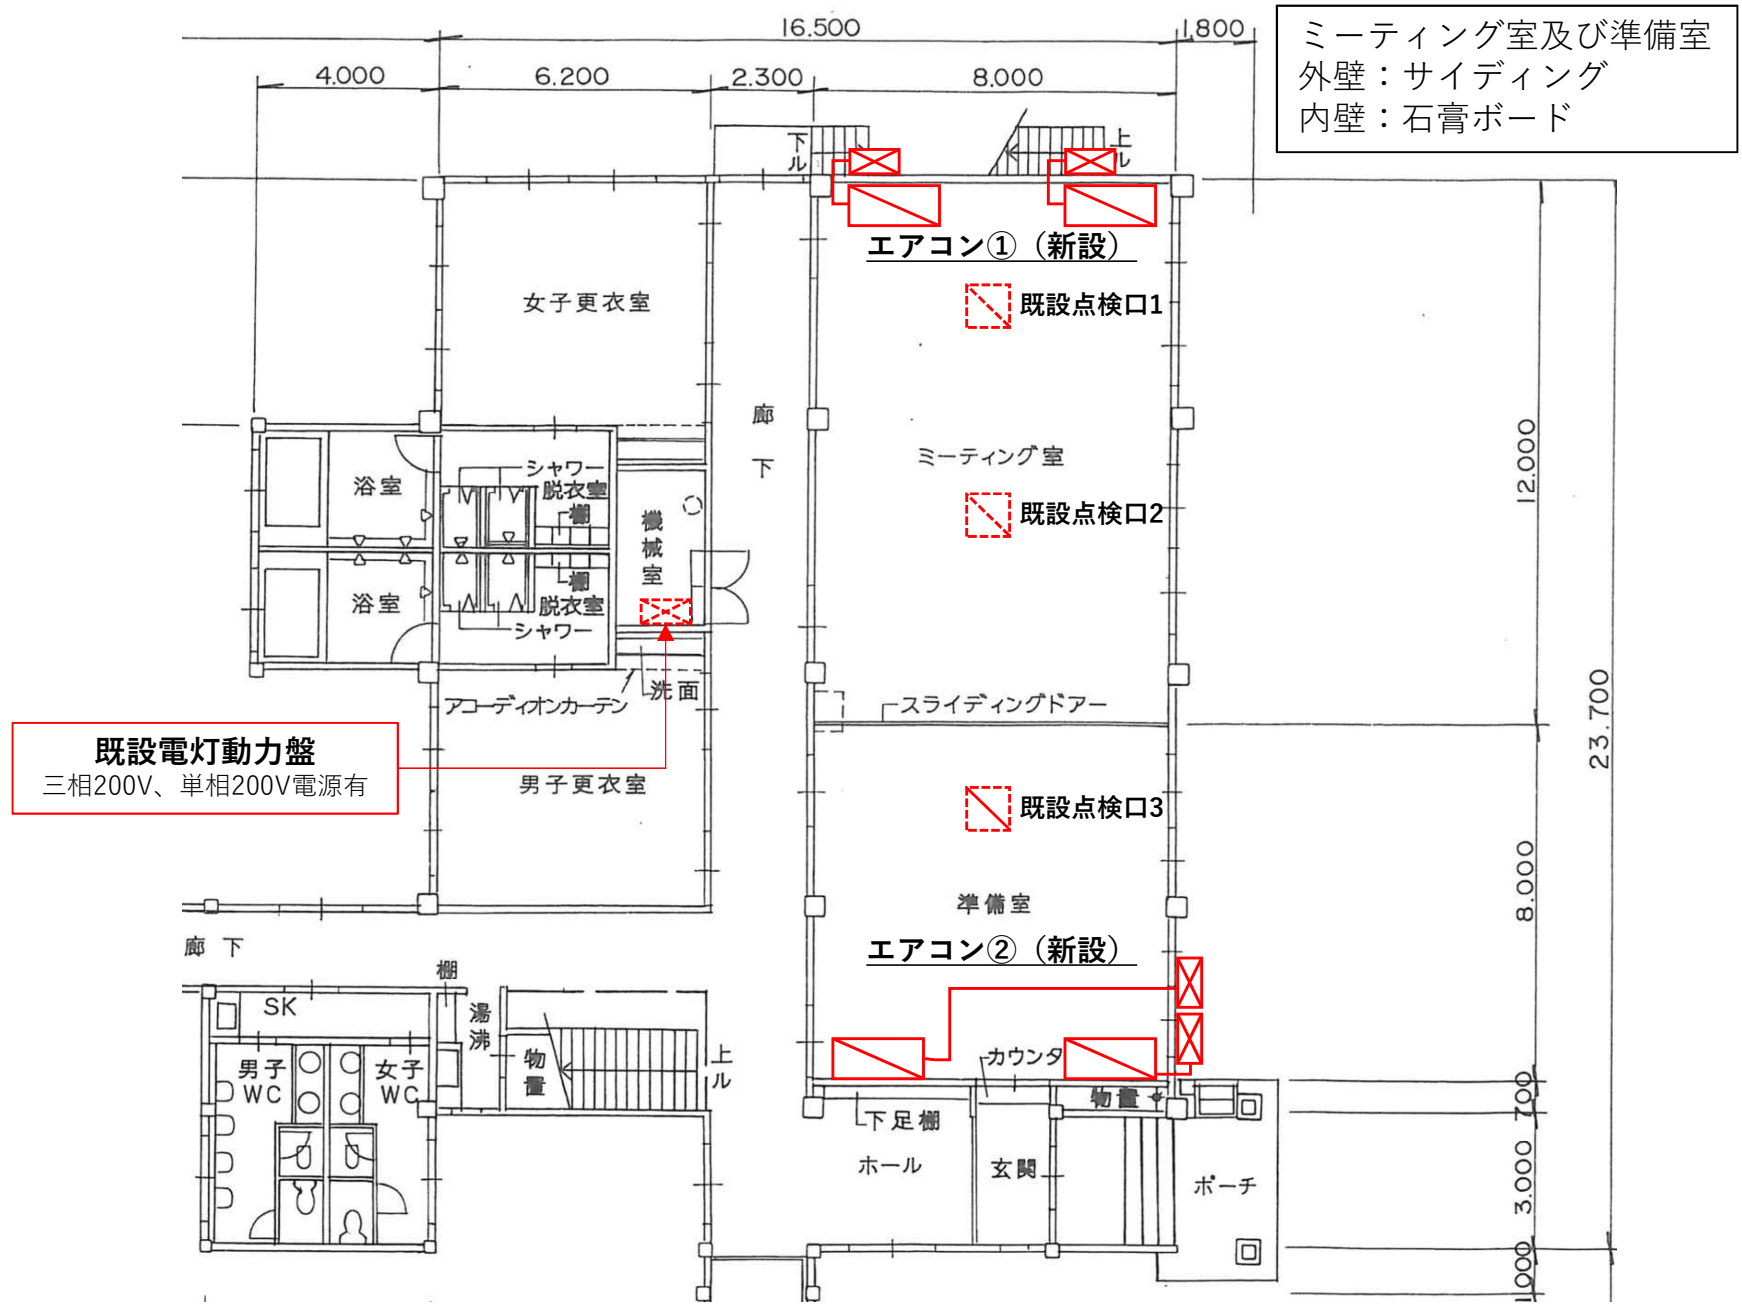 16.500
1.800
4.000
6.200
2.300
8.000
ミーティング室及び準備室
外壁：サイディング
内壁：石膏ボード
下ル
上ル
エアコン①（新設）
女子更衣室
既設点検口1
廊下
ミーティング室
12.000
浴室
シャワー
脱衣室
棚
機械室
既設点検口2
棚
浴室
脱衣室
シャワー
洗面
アコーディオンカーテン
スライディングドアー
23.700
既設電灯動力盤
三相200V、単相200V電源有
男子更衣室
既設点検口3
8.000
準備室
エアコン②（新設）
廊下
棚
SK
湯沸
物置
上ル
カウンタ
男子
WC
女子
WC
物置
700
下足棚
ホール
玄関
ポーチ
3.000
1.000